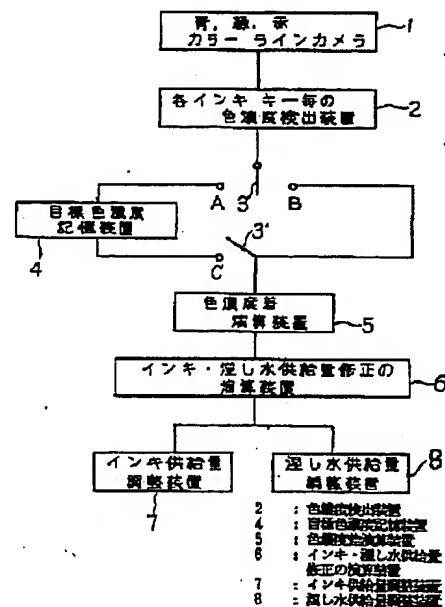 青,緑,赤
カラー ラインカメラ
1
各インキ キー毎の
色濃度検出装置
2
3
A
B
目標色濃度
記憶装置
4
3'
C
色濃度差
演算装置
5
インキ・湿し水供給量修正の
演算装置
6
インキ供給量
調整装置
7
湿し水供給量
調整装置
8
2 : 色濃度検出装置
4 : 目標色濃度記憶装置
5 : 色濃度差演算装置
6 : インキ・湿し水供給量
修正の演算装置
7 : インキ供給量調整装置
8 : 湿し水供給量調整装置